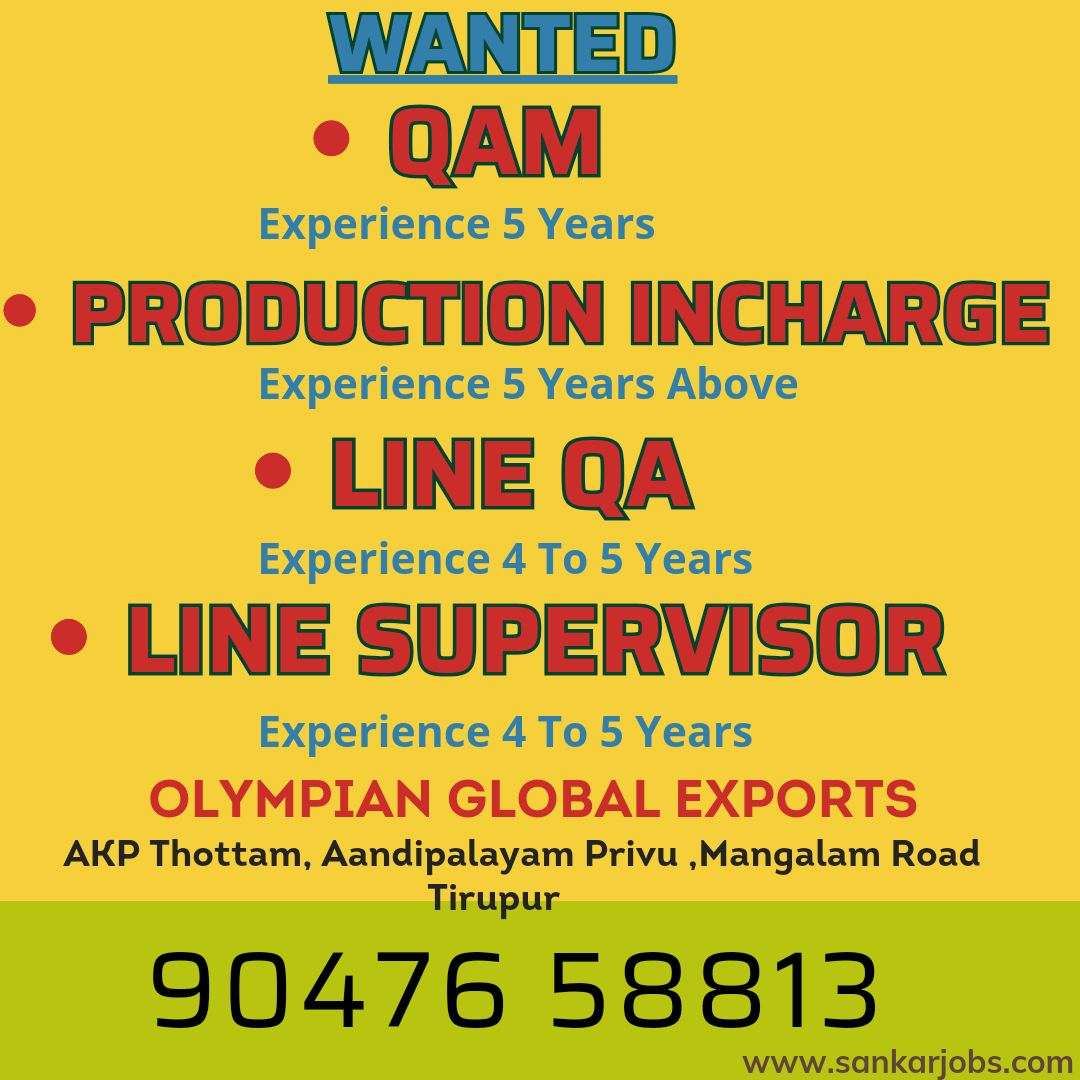 WANTED
• QAM
Experience 5 Years
• PRODUCTION INCHARGE
Experience 5 Years Above
• LINE QA
Experience 4 To 5 Years
• LINE SUPERVISOR
Experience 4 To 5 Years
OLYMPIAN GLOBAL EXPORTS
AKP Thottam, Aandipalayam Privu ,Mangalam Road
Tirupur
90476 58813
www.sankarjobs.com